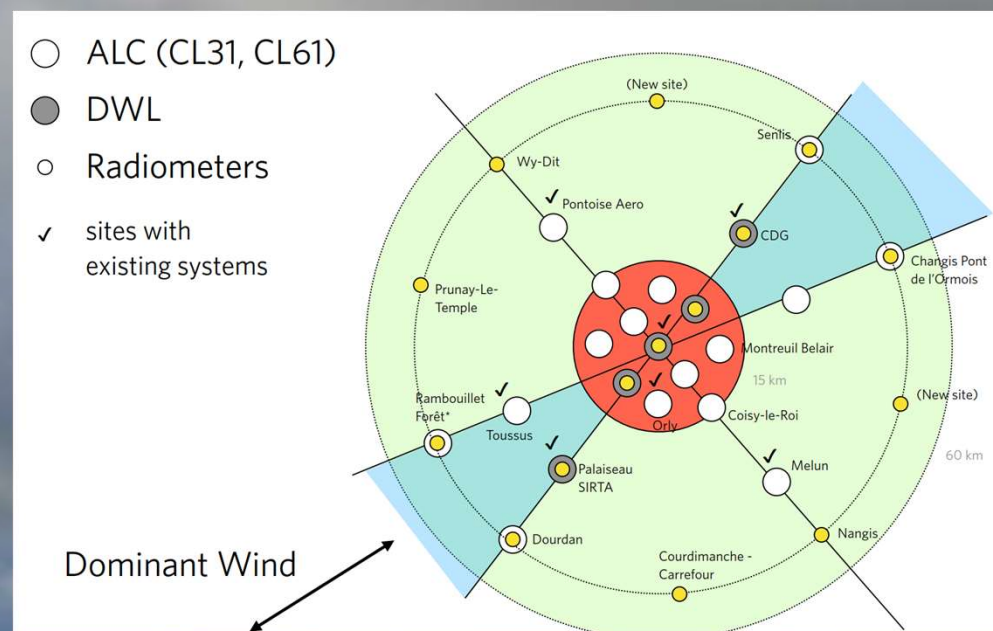 ALC (CL31, CL61)
DWL
Radiometers
✓ sites with
existing systems
(New site)
Senlis
Wy-Dit
✓
Pontoise Aero
✓
CDG
Changis Pont
de l'Ormois
Prunay-Le-
Temple
✓
Montreuil Belair
15 km
✓
(New site)
Rambouillet
Forêt*
✓
Toussus
Orly
Coisy-le-Roi
60 km
✓
Palaiseau
SIRTA
✓
Melun
Dourdan
Nangis
Courdimanche -
Carrefour
Dominant Wind